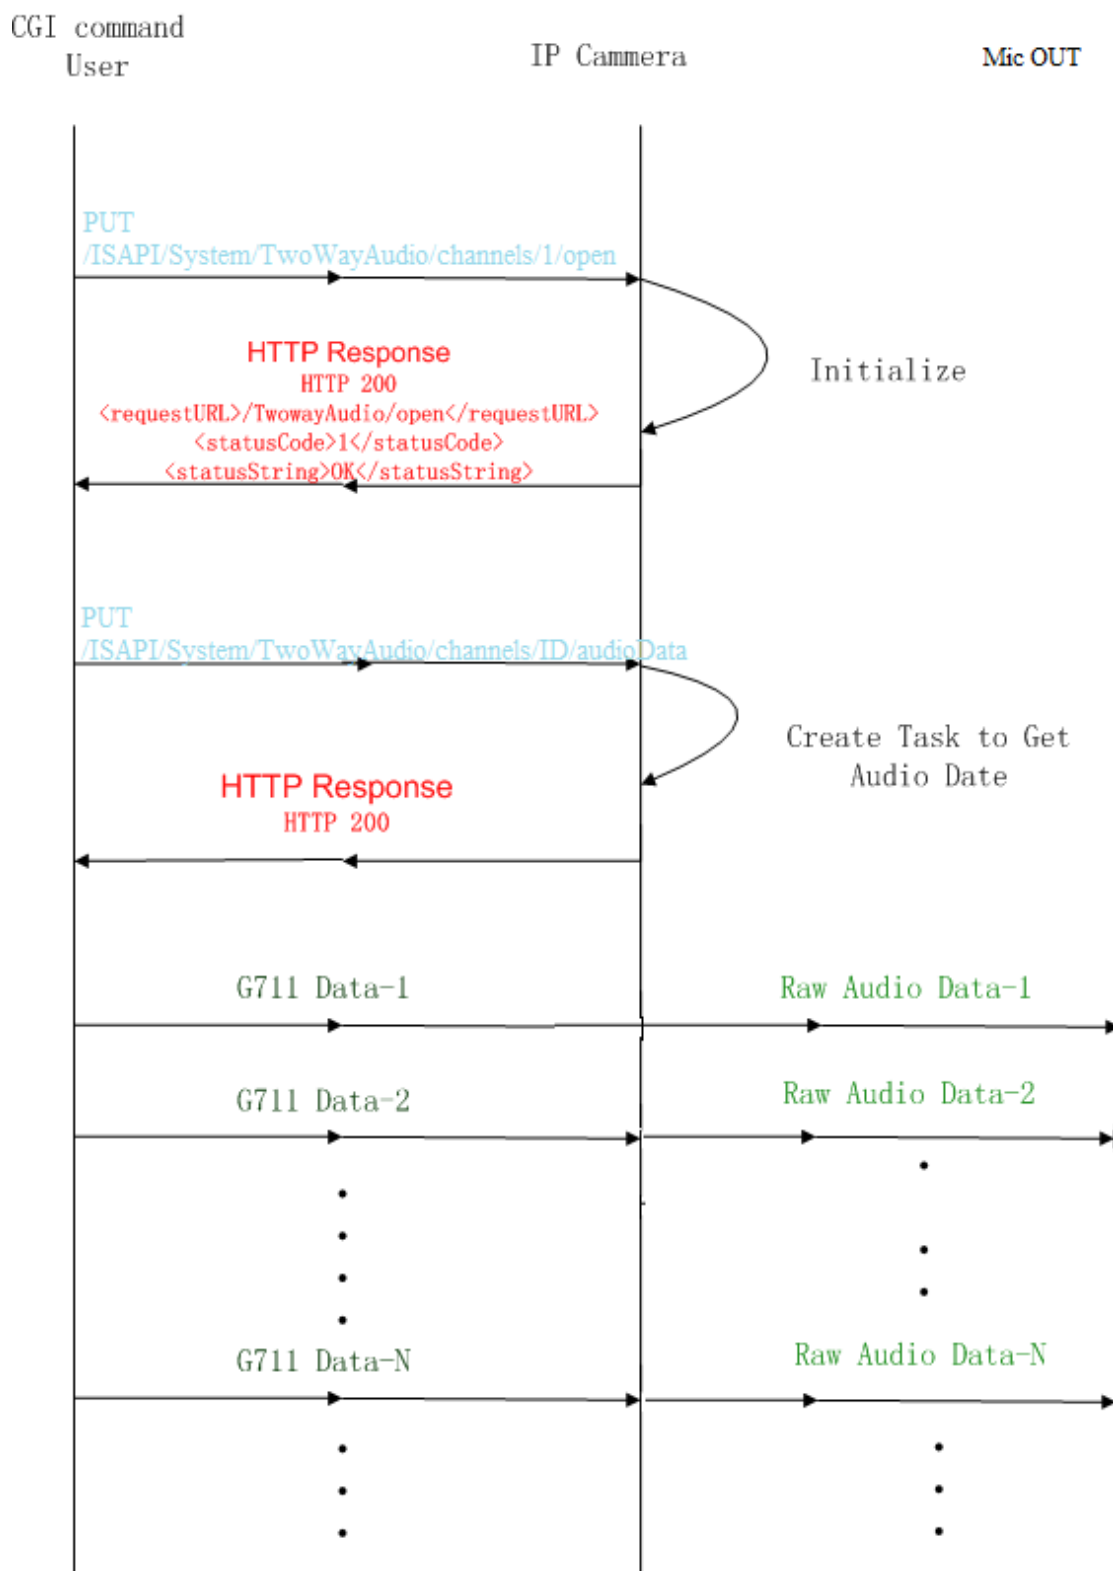 CGI command
User
IP Cammera
Mic OUT
PUT
/ISAPI/System/TwoWayAudio/channels/1/open
HTTP Response
HTTP 200
<requestURL>/TwowayAudio/open</requestURL>
<statusCode>1</statusCode>
<statusString>OK</statusString>
Initialize
PUT
/ISAPI/System/TwoWayAudio/channels/ID/audioData
Create Task to Get
Audio Date
HTTP Response
HTTP 200
G711 Data-1
Raw Audio Data-1
G711 Data-2
Raw Audio Data-2
G711 Data-N
Raw Audio Data-N